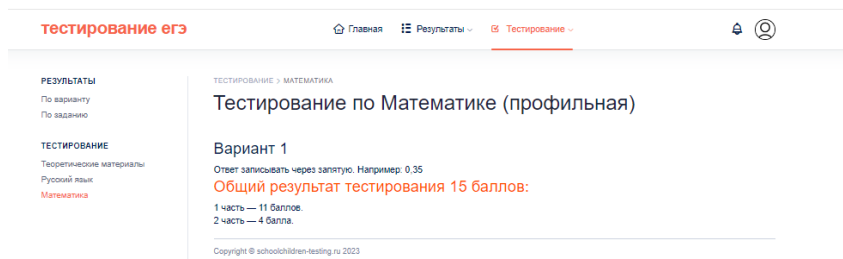 тестирование егэ
Главная
Результаты
Тестирование
РЕЗУЛЬТАТЫ
По варианту
По заданию
ТЕСТИРОВАНИЕ
Теоретические материалы
Русский язык
Математика
ТЕСТИРОВАНИЕ > МАТЕМАТИКА
Тестирование по Математике (профильная)
Вариант 1
Ответ записывать через запятую. Например: 0,35
Общий результат тестирования 15 баллов:
1 часть — 11 баллов.
2 часть — 4 балла.
Copyright © schoolchildren-testing.ru 2023